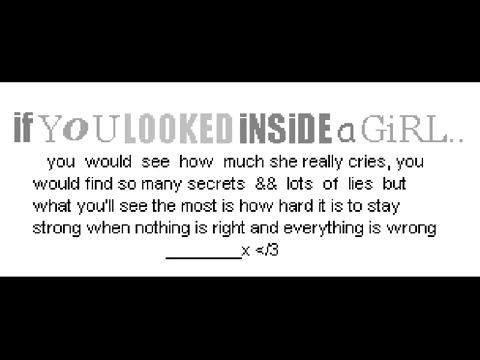 if YOU LOOKED iNSiDE a GiRL..
you would see how much she really cries, you
would find so many secrets && lots of lies but
what you'll see the most is how hard it is to stay
strong when nothing is right and everything is wrong
________x </3